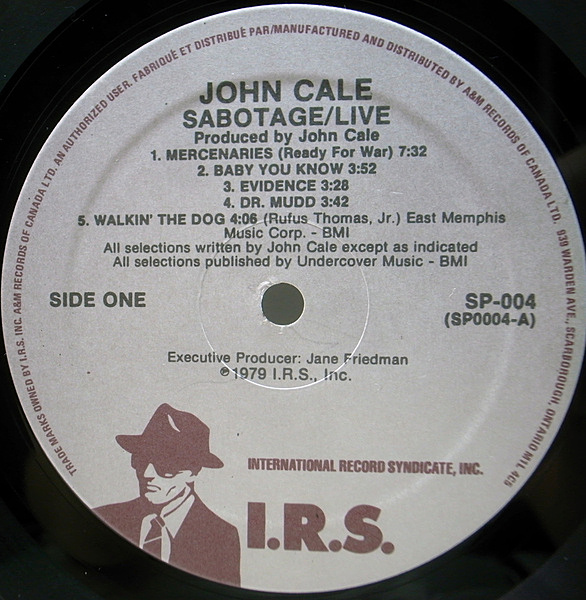 TRADE MARKS OWNED BY I.R.S. INC. A&M RECORDS OF CANADA LTD. AN AUTHORIZED USER. FABRIQUÉ ET DISTRIBUÉ PAR/MANUFACTURED AND DISTRIBUTED BY A&M RECORDS OF CANADA LTD. 939 WARDEN AVE., SCARBOROUGH, ONTARIO M1L 4C5
JOHN CALE
SABOTAGE/LIVE
Produced by John Cale
1. MERCENARIES (Ready For War) 7:32
2. BABY YOU KNOW 3:52
3. EVIDENCE 3:28
4. DR. MUDD 3:42
5. WALKIN' THE DOG 4:06 (Rufus Thomas, Jr.) East Memphis
Music Corp. - BMI
All selections written by John Cale except as indicated
All selections published by Undercover Music - BMI
SIDE ONE
SP-004
(SP0004-A)
Executive Producer: Jane Friedman
℗1979 I.R.S., Inc.
INTERNATIONAL RECORD SYNDICATE, INC.
I.R.S.